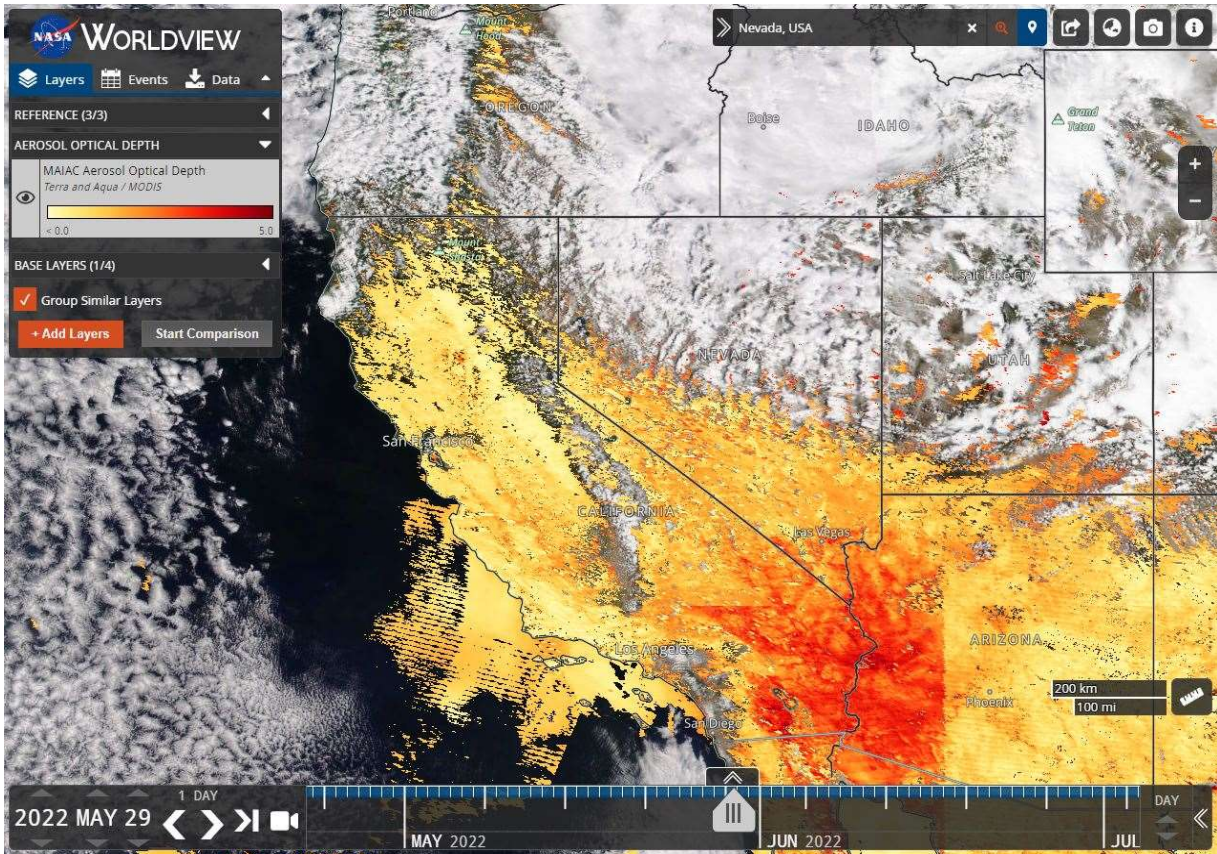 NASA WORLDVIEW
Layers Events Data
REFERENCE (3/3)
AEROSOL OPTICAL DEPTH
MAIAC Aerosol Optical Depth
Terra and Aqua / MODIS
< 0.0 5.0
BASE LAYERS (1/4)
Group Similar Layers
+ Add Layers Start Comparison
Nevada, USA
Portland
Mount
Hood
OREGON
Boise
IDAHO
Grand
Teton
Mount
Shasta
Salt Lake City
NEVADA
UTAH
San Francisco
CALIFORNIA
Las Vegas
Los Angeles
ARIZONA
San Diego
Phoenix
200 km
100 mi
2022 MAY 29
1 DAY
MAY 2022
JUN 2022
JUL
DAY